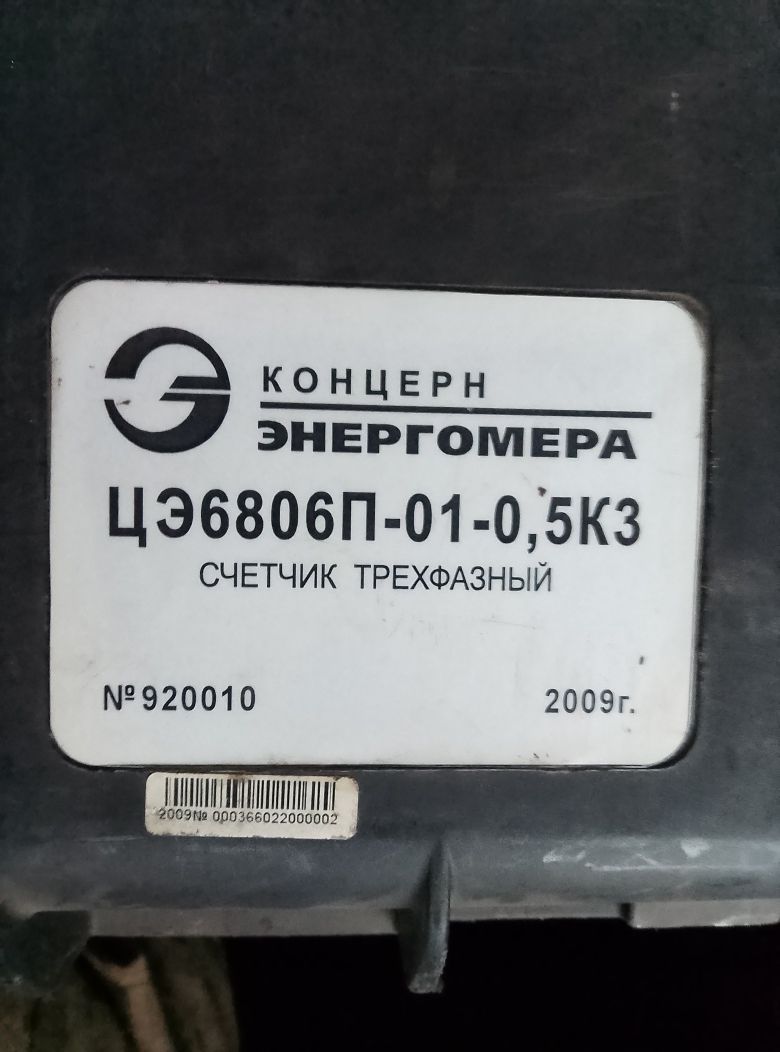 КОНЦЕРН
ЭНЕРГОМЕРА
ЦЭ6806П-01-0,5К3
СЧЕТЧИК ТРЕХФАЗНЫЙ
№920010 2009г.
2009№ 000366022000002